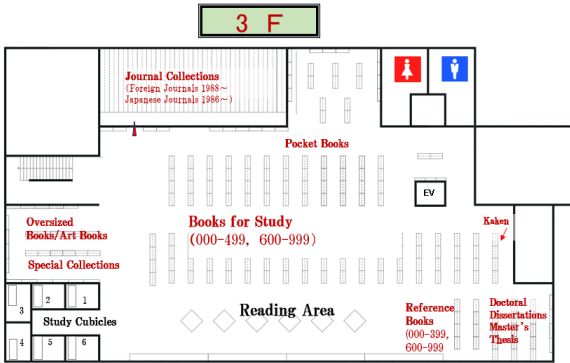 3 F
Journal Collections
(Foreign Journals 1988～
Japanese Journals 1986～)
Pocket Books
EV
Oversized
Books/Art Books
Special Collections
Books for Study
(000-499, 600-999)
Kaken
1
2
3
Study Cubicles
4
5
6
Reading Area
Reference
Books
(000-399,
600-999
Doctoral
Dissertations
Master's
Thesis